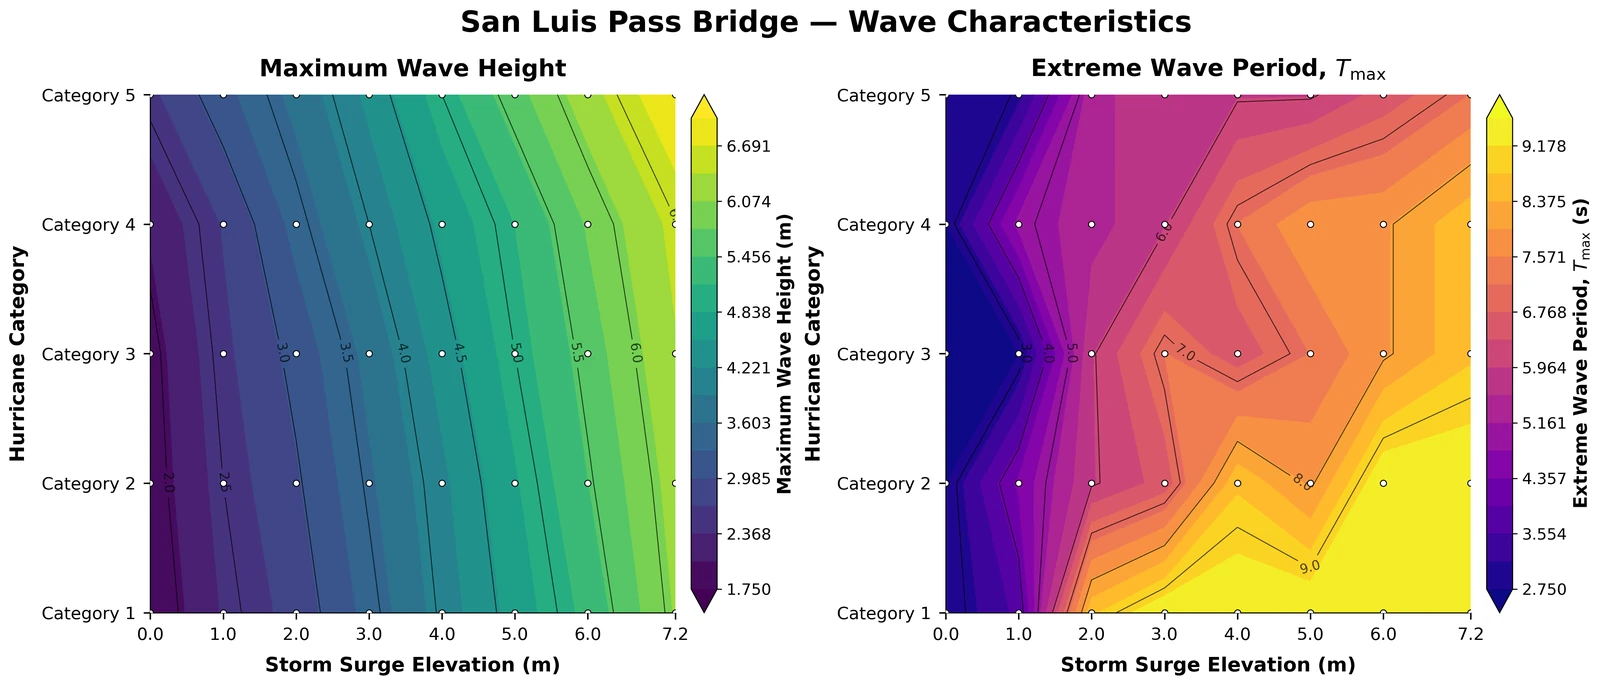 San Luis Pass Bridge — Wave Characteristics
Maximum Wave Height
Hurricane Category
Category 5
Category 4
Category 3
Category 2
Category 1
2.0
2.5
3.0
3.5
4.0
4.5
5.0
5.5
6.0
0.0 1.0 2.0 3.0 4.0 5.0 6.0 7.2
Storm Surge Elevation (m)
6.691
6.074
5.456
4.838
4.221
3.603
2.985
2.368
1.750
Maximum Wave Height (m)
Extreme Wave Period, Tmax
Hurricane Category
Category 5
Category 4
Category 3
Category 2
Category 1
3.0
4.0
5.0
6.0
7.0
8.0
9.0
0.0 1.0 2.0 3.0 4.0 5.0 6.0 7.2
Storm Surge Elevation (m)
9.178
8.375
7.571
6.768
5.964
5.161
4.357
3.554
2.750
Extreme Wave Period, Tmax (s)